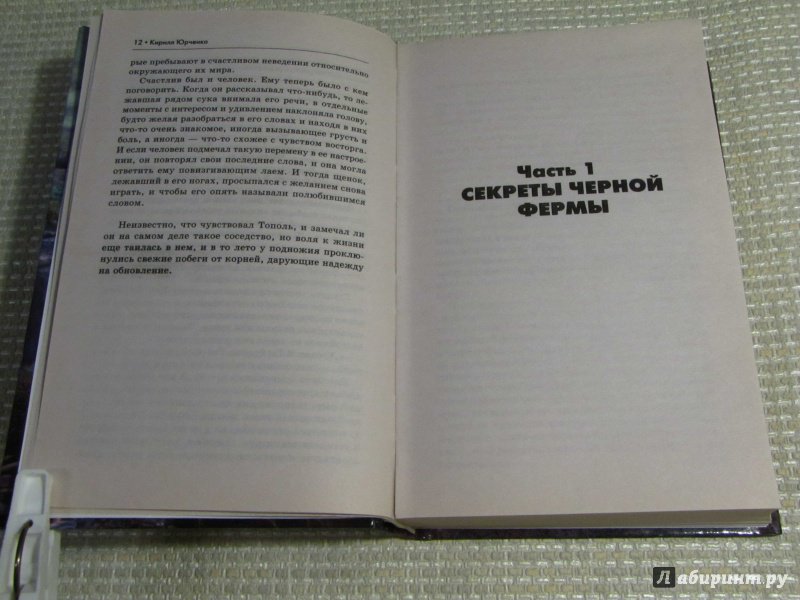 12 • Кирилл Юрченко
рые пребывают в счастливом неведении относительно
окружающего их мира.
Счастлив был и человек. Ему теперь было с кем
поговорить. Когда он рассказывал что-нибудь, то ле-
жавшая рядом сука внимала его речи, в отдельные
моменты с интересом и удивлением наклоняла голову,
будто желая разобраться в его словах и находя в них
что-то очень знакомое, иногда вызывающее грусть и
боль, а иногда — что-то схожее с чувством восторга.
И если человек подмечал такую перемену в ее настрое-
нии, он повторял свои последние слова, и она могла
ответить ему повизгивающим лаем. И тогда щенок,
лежавший в его ногах, просыпался с желанием снова
играть, и чтобы его опять называли полюбившимся
словом.
Неизвестно, что чувствовал Тополь, и замечал ли
он на самом деле такое соседство, но воля к жизни
еще таилась в нем, и в то лето у подножия проклю-
нулись свежие побеги от корней, дарующие надежду
на обновление.
Часть 1
СЕКРЕТЫ ЧЕРНОЙ
ФЕРМЫ
Лабиринт.ру